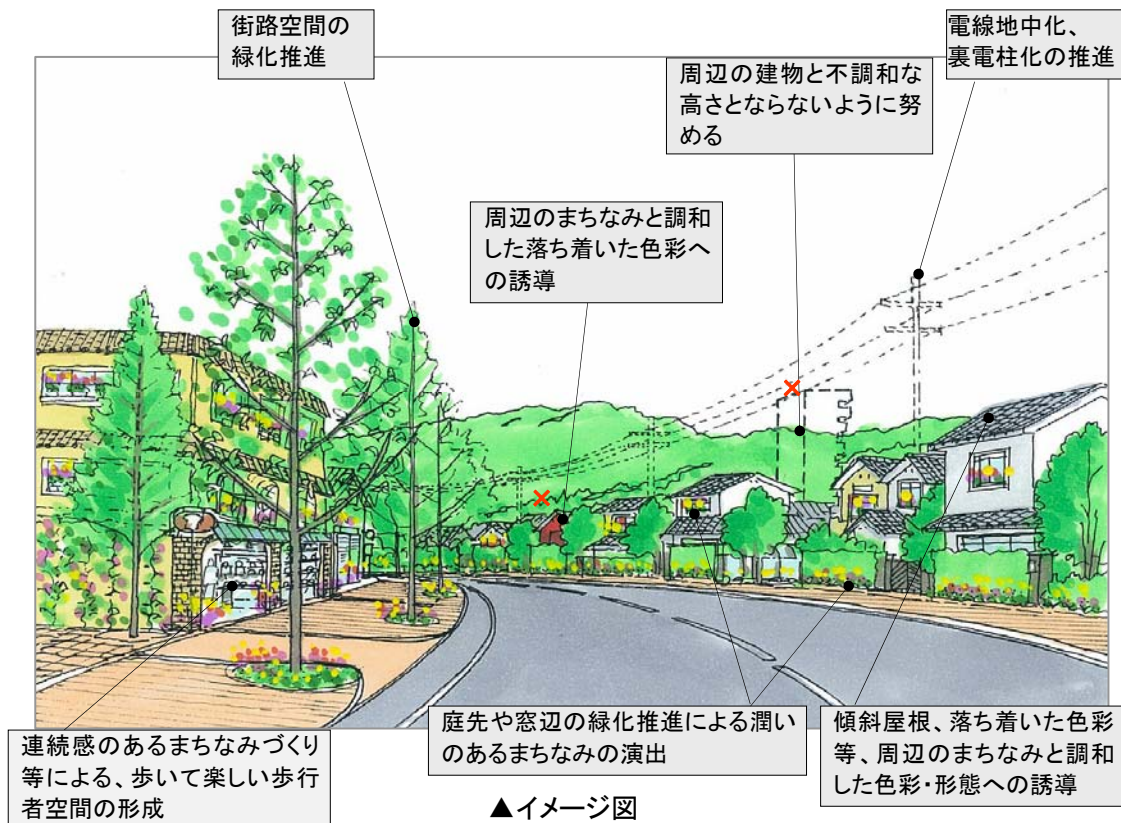 街路空間の
緑化推進
電線地中化、
裏電柱化の推進
周辺の建物と不調和な
高さとならないように努
める
周辺のまちなみと調和
した落ち着いた色彩へ
の誘導
連続感のあるまちなみづくり
等による、歩いて楽しい歩行
者空間の形成
庭先や窓辺の緑化推進による潤い
のあるまちなみの演出
傾斜屋根、落ち着いた色彩
等、周辺のまちなみと調和
した色彩・形態への誘導
▲イメージ図